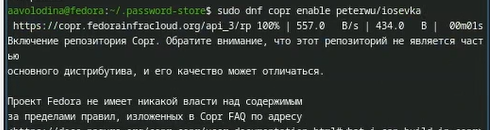 aavolodina@fedora:~/.password-store$ sudo dnf copr enable peterwu/iosevka
https://copr.fedorainfracloud.org/api_3/rp 100% | 557.0   B/s | 434.0   B |  00m01s
Включение репозитория Copr. Обратите внимание, что этот репозиторий не является част
ью
основного дистрибутива, и его качество может отличаться.
Проект Fedora не имеет никакой власти над содержимым
за пределами правил, изложенных в Copr FAQ по адресу